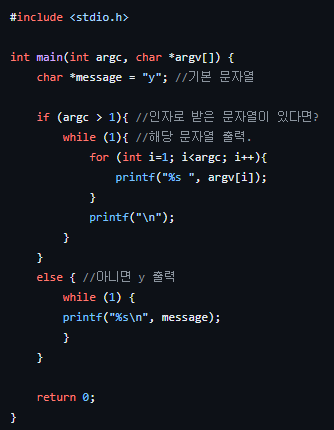 #include <stdio.h>
int main(int argc, char *argv[]) {
char *message = "y"; //기본 문자열
if (argc > 1){ //인자로 받은 문자열이 있다면?
while (1){ //해당 문자열 출력.
for (int i=1; i<argc; i++){
printf("%s ", argv[i]);
}
printf("\n");
}
}
else { //아니면 y 출력
while (1) {
printf("%s\n", message);
}
}
return 0;
}